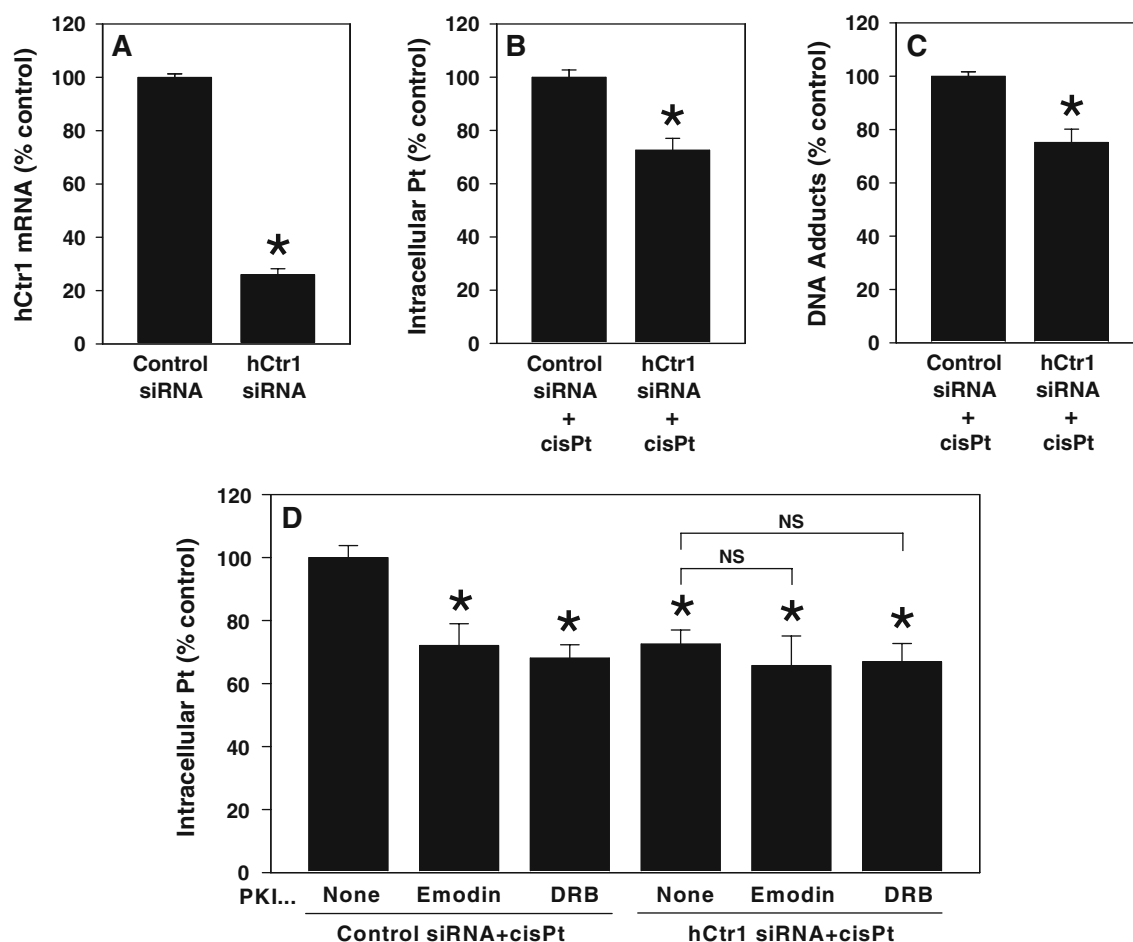 A
hCtr1 mRNA (% control)
120
100
80
60
40
20
0
*
Control siRNA
hCtr1 siRNA
B
Intracellular Pt (% control)
120
100
80
60
40
20
0
*
Control siRNA + cisPt
hCtr1 siRNA + cisPt
C
DNA Adducts (% control)
120
100
80
60
40
20
0
*
Control siRNA + cisPt
hCtr1 siRNA + cisPt
D
Intracellular Pt (% control)
120
100
80
60
40
20
0
NS
NS
* * * * *
PKI... None Emodin DRB None Emodin DRB
Control siRNA+cisPt hCtr1 siRNA+cisPt